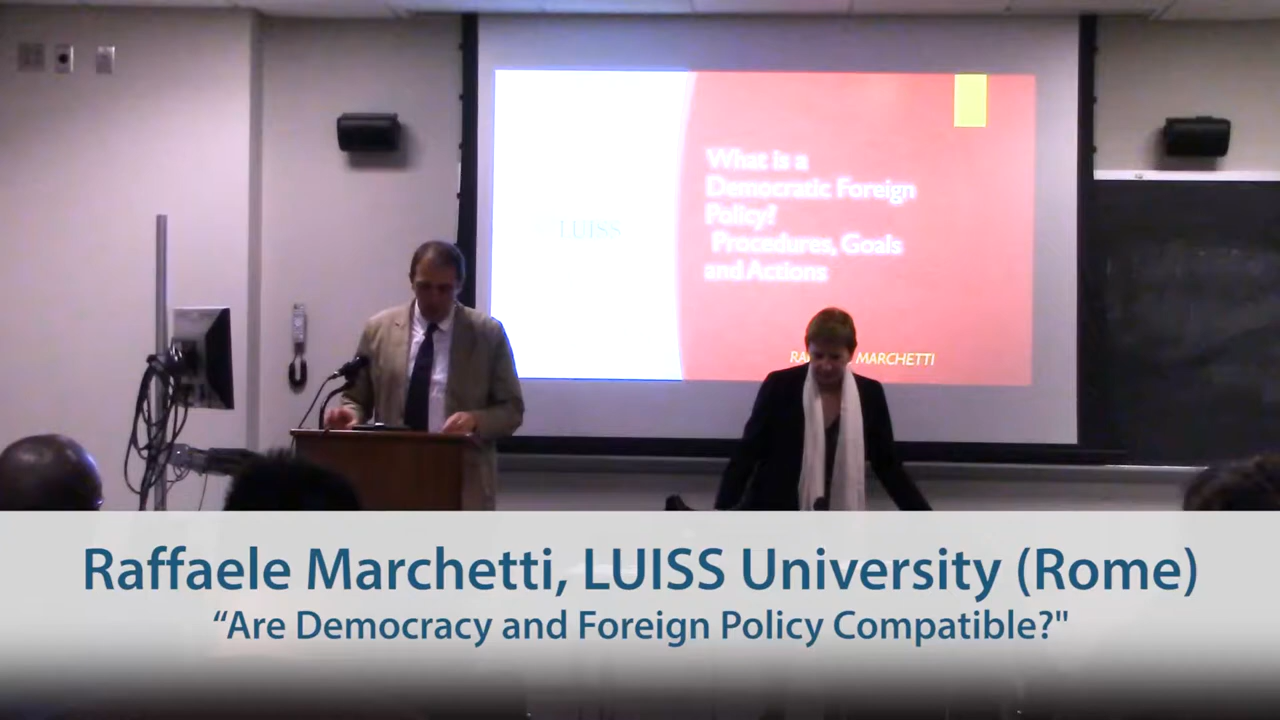 What is a
Democratic Foreign
Policy?
Procedures, Goals
and Actions
LUISS
MARCHETTI
Raffaele Marchetti, LUISS University (Rome)
“Are Democracy and Foreign Policy Compatible?"